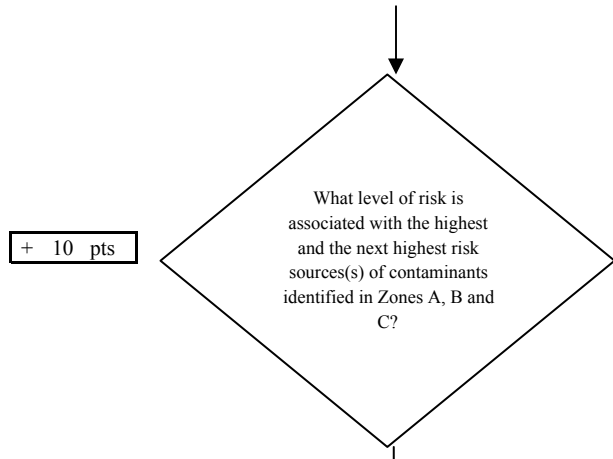 What level of risk is
associated with the highest
and the next highest risk
sources(s) of contaminants
identified in Zones A, B and
C?
+ 10 pts